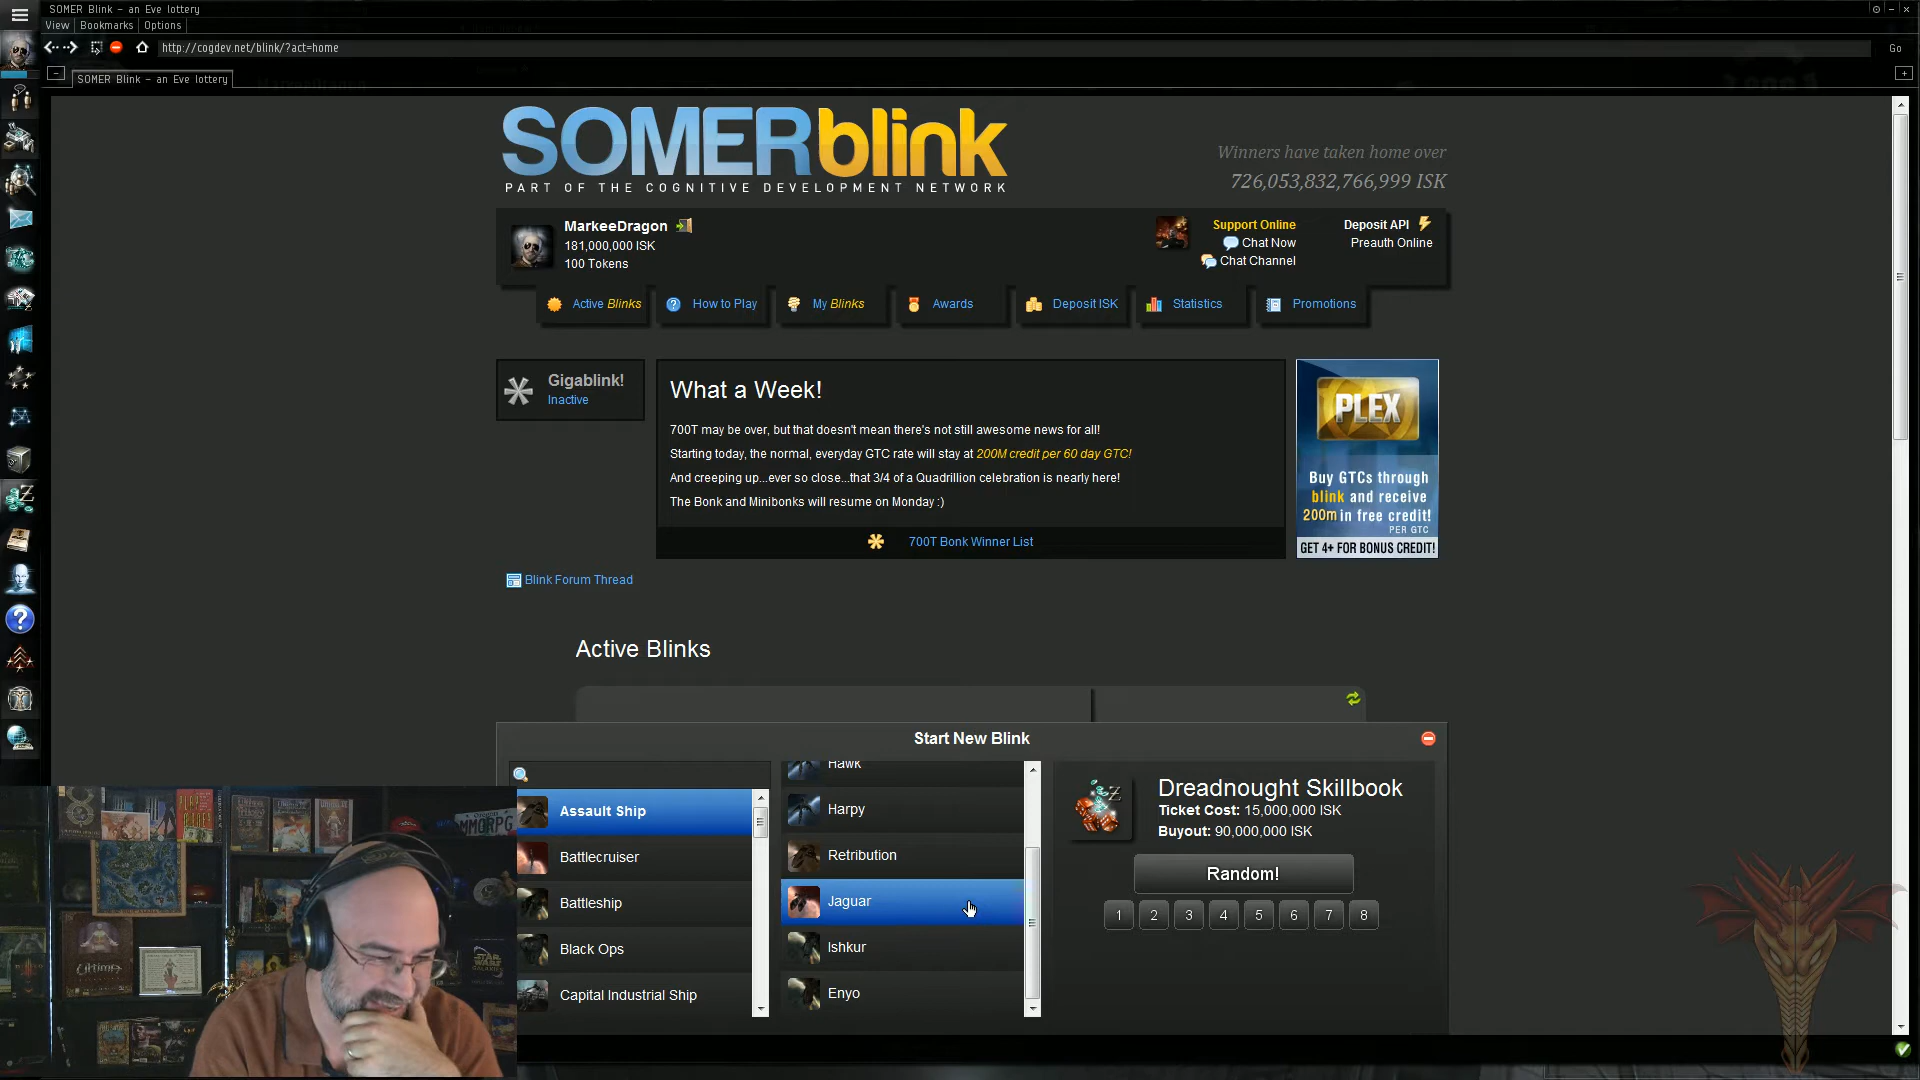 SOMER Blink - an Eve lottery
View Bookmarks Options
http://cogdev.net/blink/?act=home
Go
SOMER Blink - an Eve lottery
SOMERblink
PART OF THE COGNITIVE DEVELOPMENT NETWORK
Winners have taken home over
726,053,832,766,999 ISK
MarkeeDragon
181,000,000 ISK
100 Tokens
Support Online
Chat Now
Chat Channel
Deposit API
Preauth Online
Active Blinks
How to Play
My Blinks
Awards
Deposit ISK
Statistics
Promotions
Gigablink!
Inactive
What a Week!
700T may be over, but that doesn't mean there's not still awesome news for all!
Starting today, the normal, everyday GTC rate will stay at 200M credit per 60 day GTC!
And creeping up...ever so close...that 3/4 of a Quadrillion celebration is nearly here!
The Bonk and Minibonks will resume on Monday :)
700T Bonk Winner List
PLEX
Buy GTCs through
blink and receive
200m in free credit!
PER GTC
GET 4+ FOR BONUS CREDIT!
Blink Forum Thread
Active Blinks
Start New Blink
Assault Ship
Battlecruiser
Battleship
Black Ops
Capital Industrial Ship
Hawk
Harpy
Retribution
Jaguar
Ishkur
Enyo
Dreadnought Skillbook
Ticket Cost: 15,000,000 ISK
Buyout: 90,000,000 ISK
Random!
1 2 3 4 5 6 7 8
MMORPG
Ultima
STAR WARS
GALAXIES